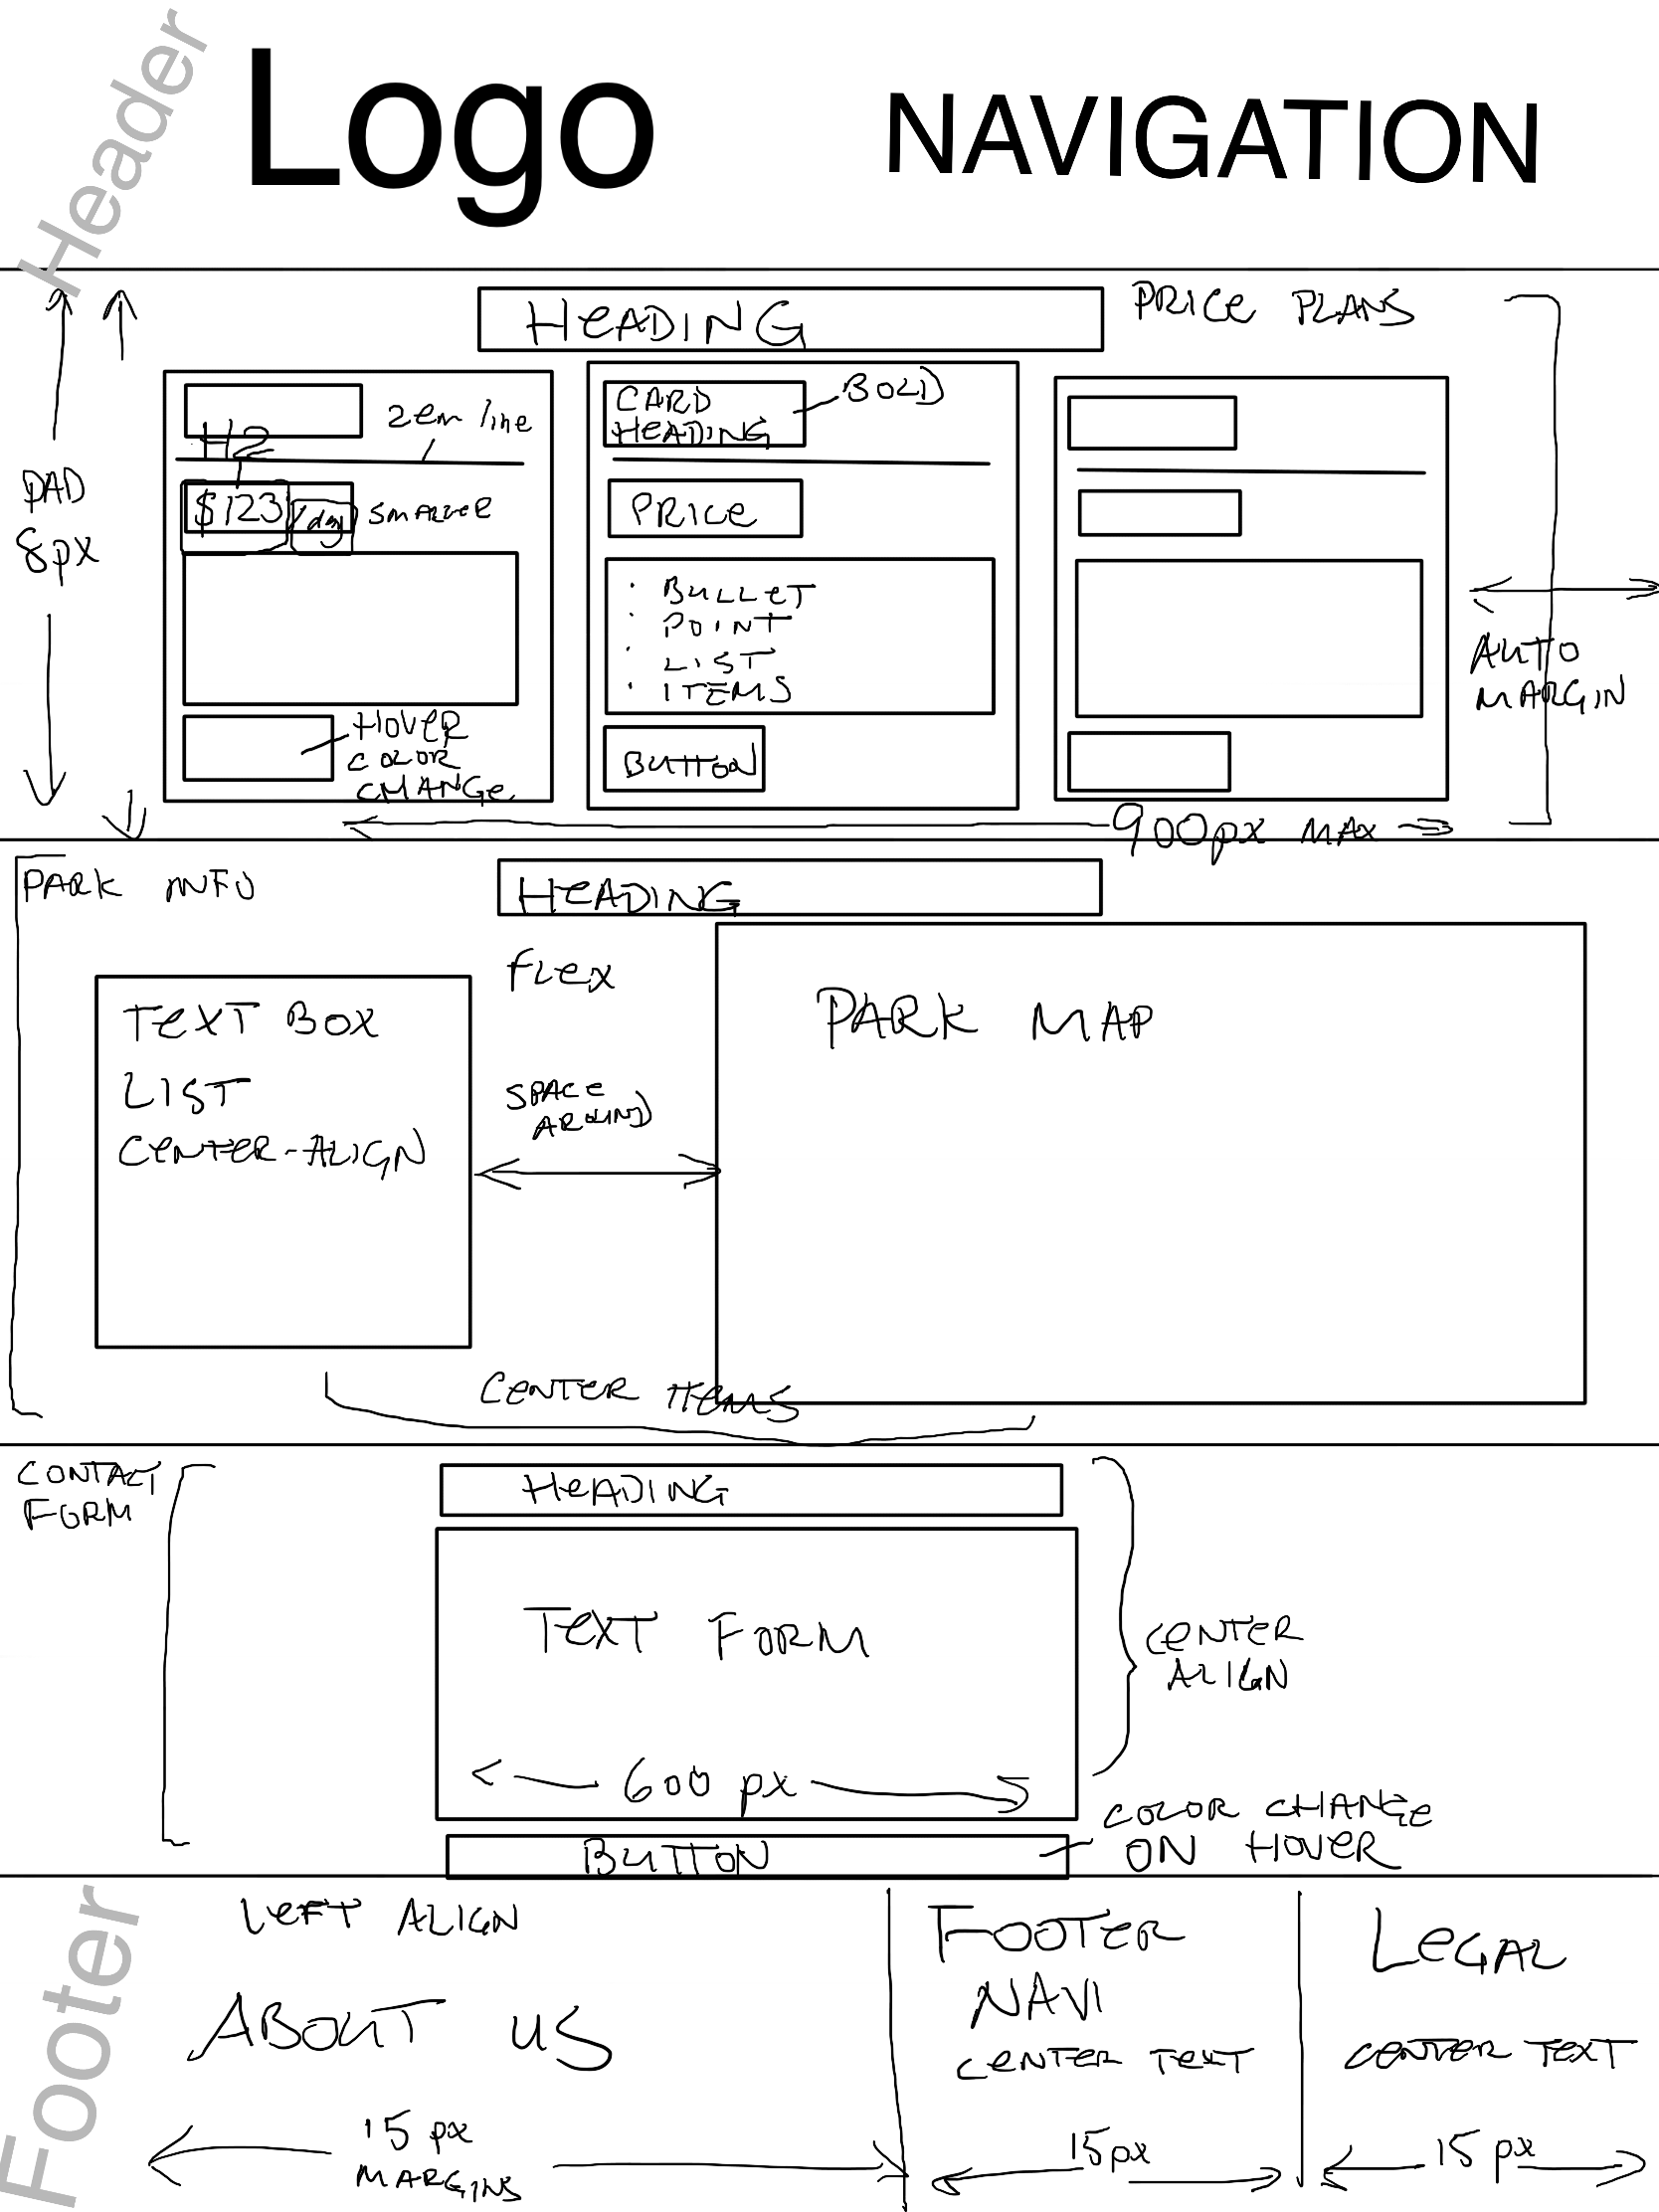 Header
Logo
NAVIGATION
HEADING
PRICE PLANS
PAD
8px
H2
2em line
$123
/day
SMALLER
HOVER
COLOR
CHANGE
CARD
HEADING
BOLD
PRICE
· BULLET
· POINT
· LIST
· ITEMS
BUTTON
AUTO
MARGIN
900px MAX
PARK INFO
HEADING
FLEX
TEXT BOX
LIST
CENTER-ALIGN
SPACE
AROUND
PARK MAP
CENTER ITEMS
CONTACT
FORM
HEADING
TEXT FORM
600 px
CENTER
ALIGN
BUTTON
COLOR CHANGE
ON HOVER
Footer
LEFT ALIGN
ABOUT US
15 px
MARGINS
FOOTER
NAVI
CENTER TEXT
15px
LEGAL
CENTER TEXT
15 px